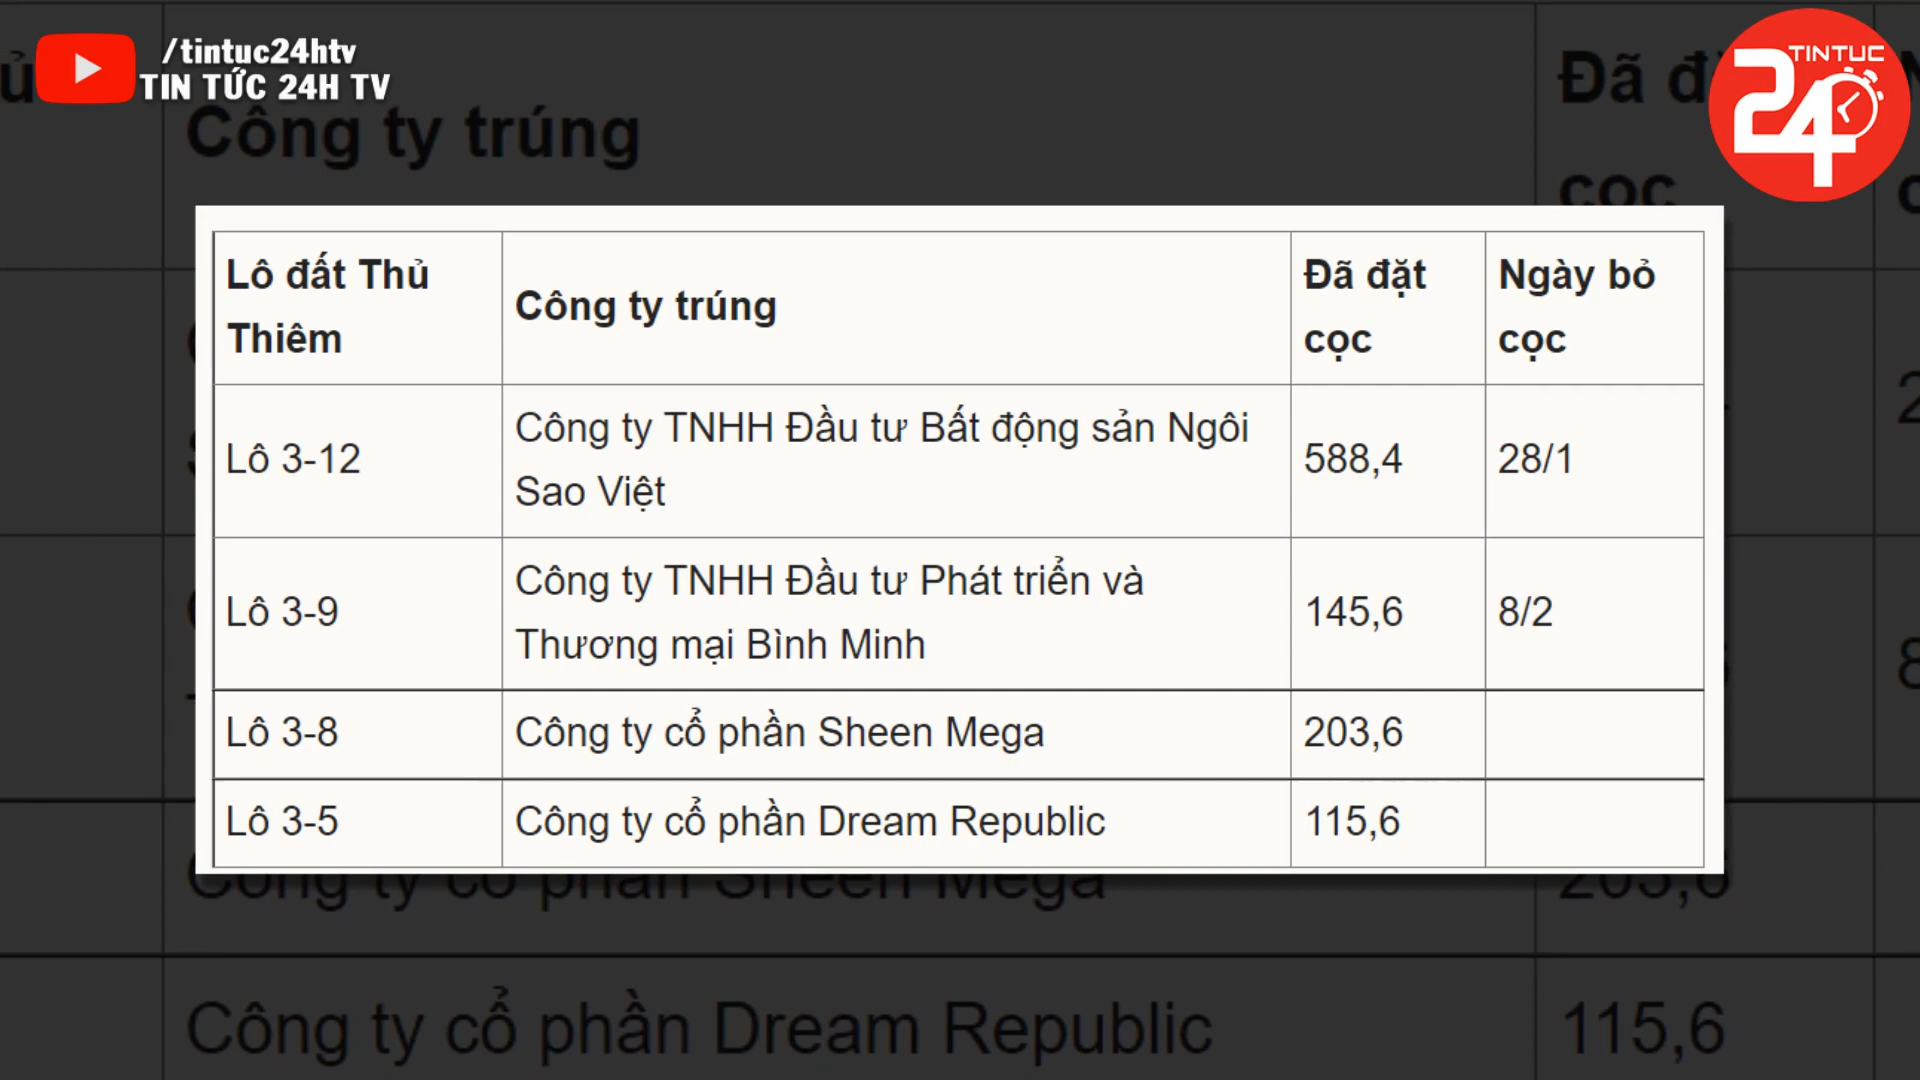 /tintuc24htv
TIN TỨC 24H TV
TINTUC
24
Công ty trúng
cọc
Lô đất Thủ
Thiêm
Công ty trúng
Đã đặt
cọc
Ngày bỏ
cọc
Lô 3-12
Công ty TNHH Đầu tư Bất động sản Ngôi
Sao Việt
588,4
28/1
Lô 3-9
Công ty TNHH Đầu tư Phát triển và
Thương mại Bình Minh
145,6
8/2
Lô 3-8
Công ty cổ phần Sheen Mega
203,6
Lô 3-5
Công ty cổ phần Dream Republic
115,6
Công ty cổ phần Sheen Mega
203,6
Công ty cổ phần Dream Republic
115,6